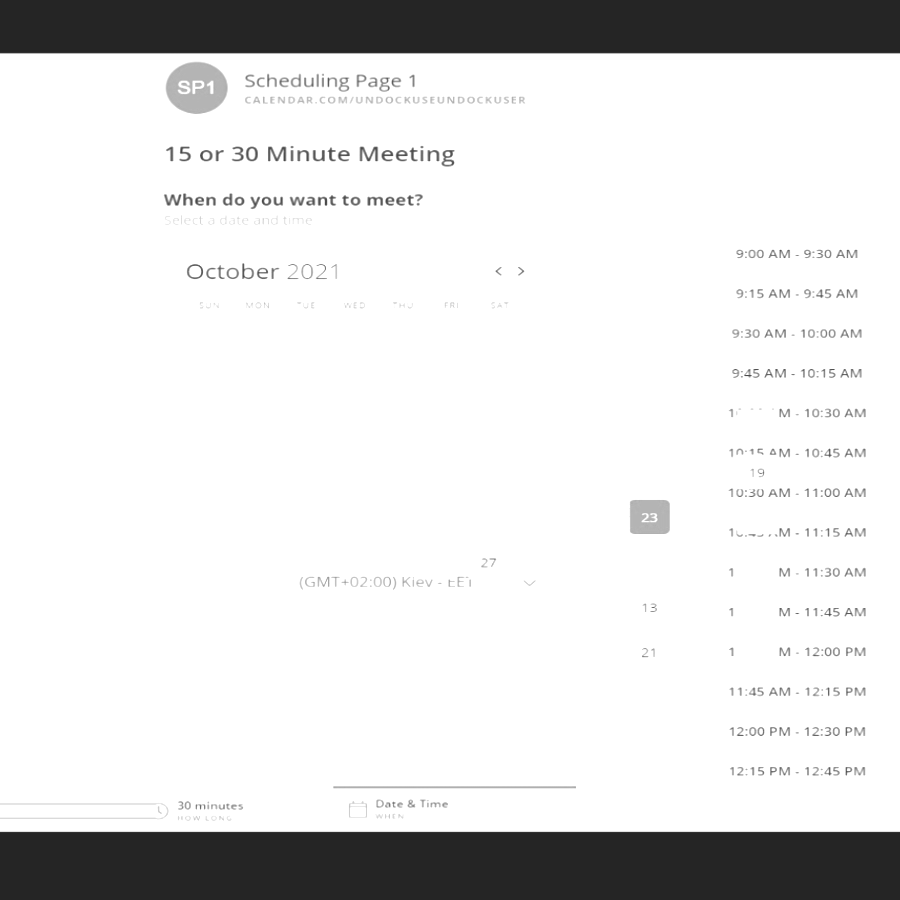 SP1
Scheduling Page 1
CALENDAR.COM/UNDOCKUSEUNDOCKUSER
15 or 30 Minute Meeting
When do you want to meet?
Select a date and time
October 2021
SUN MON TUE WED THU FRI SAT
9:00 AM - 9:30 AM
9:15 AM - 9:45 AM
9:30 AM - 10:00 AM
9:45 AM - 10:15 AM
M - 10:30 AM
10:15 AM - 10:45 AM
19
10:30 AM - 11:00 AM
23
M - 11:15 AM
27
(GMT+02:00) Kiev - EET
1 M - 11:30 AM
13
1 M - 11:45 AM
21
1 M - 12:00 PM
11:45 AM - 12:15 PM
12:00 PM - 12:30 PM
12:15 PM - 12:45 PM
30 minutes
HOW LONG
Date & Time
WHEN